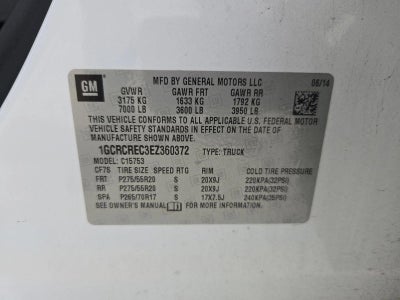 GM MFD BY GENERAL MOTORS LLC 06/14
GVWR GAWR FRT GAWR RR
3175 KG 1633 KG 1792 KG
7000 LB 3600 LB 3950 LB
THIS VEHICLE CONFORMS TO ALL APPLICABLE U.S. FEDERAL MOTOR
VEHICLE SAFETY STANDARDS IN EFFECT ON THE DATE OF
MANUFACTURE SHOWN ABOVE.
1GCRCREC3EZ360372 TYPE: TRUCK
MODEL: C15753
CF7S TIRE SIZE SPEED RTG RIM COLD TIRE PRESSURE
FRT P275/55R20 S 20X9J 220KPA(32PSI)
RR P275/55R20 S 20X9J 220KPA(32PSI)
SPA P265/70R17 S 17X7.5J 240KPA(35PSI)
SEE OWNER'S MANUAL FOR MORE INFORMATION.